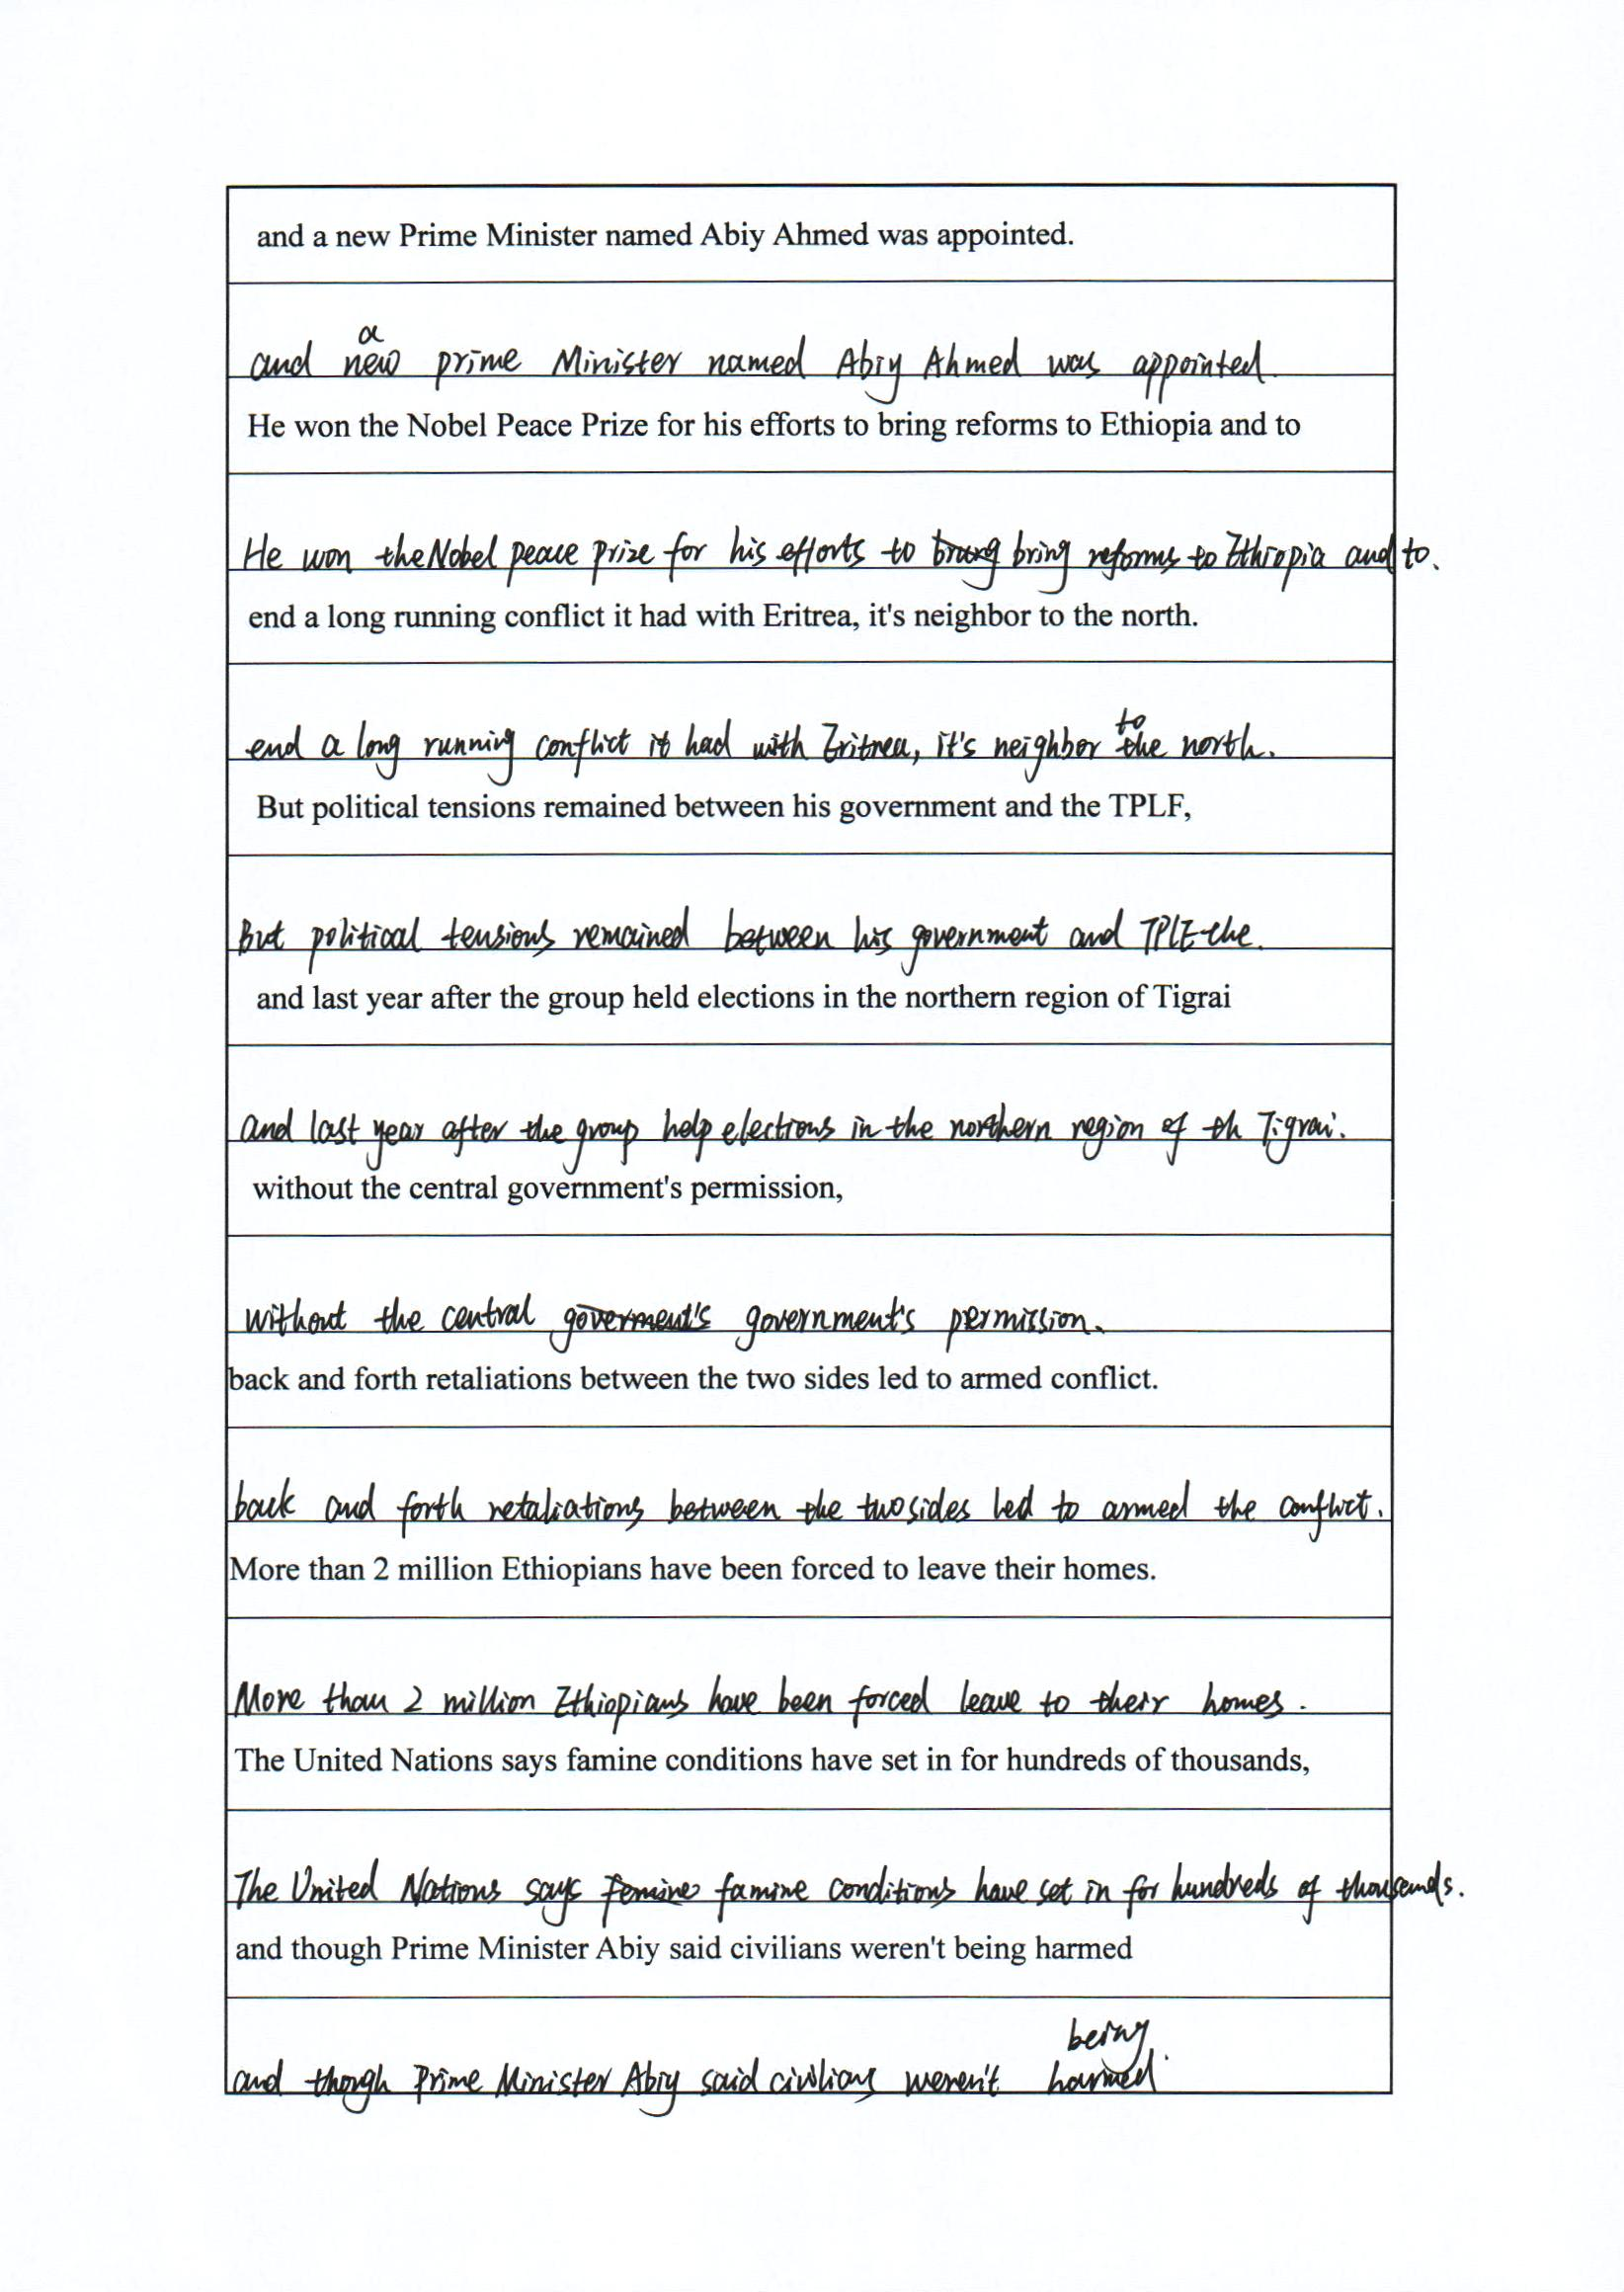 and a new Prime Minister named Abiy Ahmed was appointed.
and a new prime Minister named Abiy Ahmed was appointed.
He won the Nobel Peace Prize for his efforts to bring reforms to Ethiopia and to
He won the Nobel peace prize for his efforts to brung bring reforms to Ethiopia and to.
end a long running conflict it had with Eritrea, it's neighbor to the north.
end a long running conflict it had with Eritrea, it's neighbor to the north.
But political tensions remained between his government and the TPLF,
But political tensions remained between his government and TPLF the.
and last year after the group held elections in the northern region of Tigrai
and last year after the group help elections in the northern region of th Tigrai.
without the central government's permission,
without the central goverment's government's permission.
back and forth retaliations between the two sides led to armed conflict.
back and forth retaliations between the two sides led to armed the conflict.
More than 2 million Ethiopians have been forced to leave their homes.
More than 2 million Ethiopians have been forced leave to their homes.
The United Nations says famine conditions have set in for hundreds of thousands,
The United Nations says femine famine conditions have set in for hundreds of thousands.
and though Prime Minister Abiy said civilians weren't being harmed
and though Prime Minister Abiy said civilians weren't being harmed.